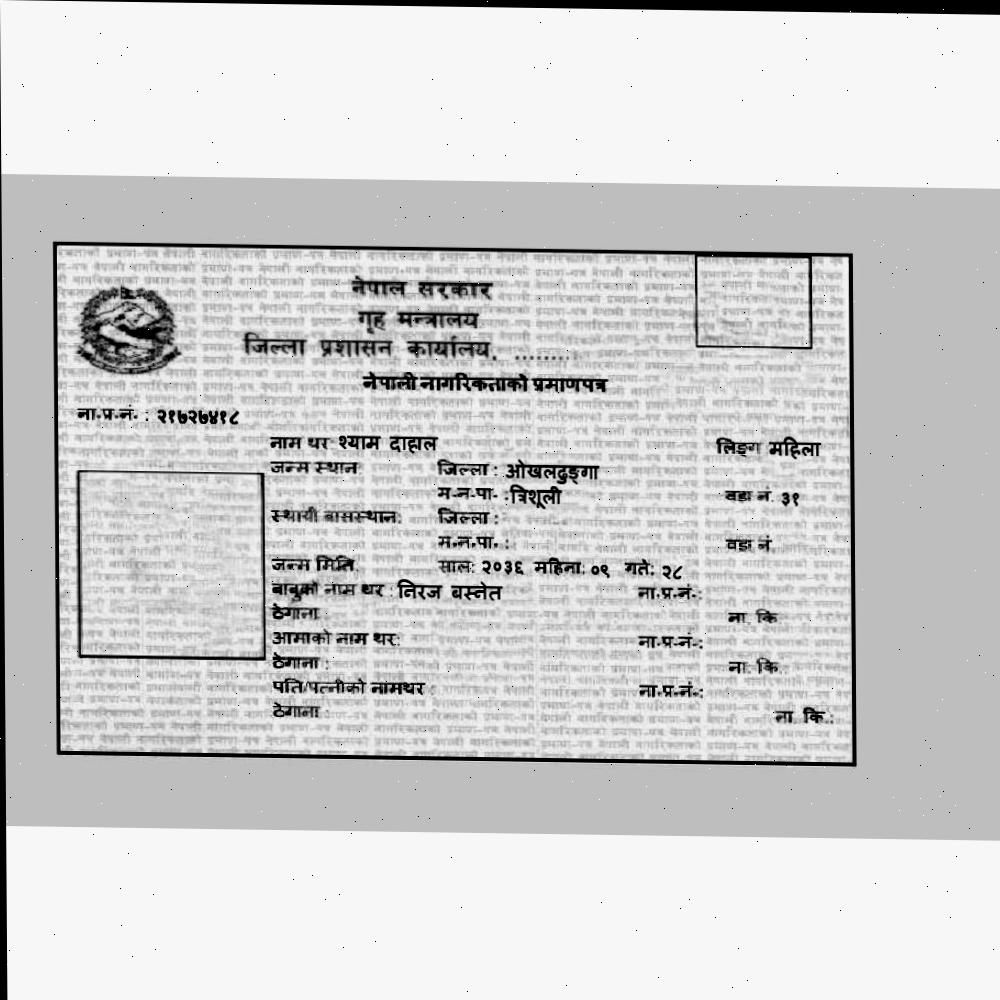 नेपाल सरकार
गृह मन्त्रालय
जिल्ला प्रशासन कार्यालय, .........
नेपाली नागरिकताको प्रमाणपत्र
ना.प्र.नं. : २१७२७४१८
नाम थर श्याम दाहाल लिङ्ग महिला
जन्म स्थान: जिल्ला : ओखलढुङ्गा
म.न.पा. : त्रिशूली वडा नं. ३१
स्थायी बासस्थान: जिल्ला :
म.न.पा. : वडा नं
जन्म मिति: साल: २०३६ महिना: ०९ गते: २८
बाबुको नाम थर : निरज बस्नेत ना.प्र.नं.:
ठेगाना : ना. कि
आमाको नाम थर: ना.प्र.नं.:
ठेगाना : ना. कि :
पति/पत्नीको नामथर : ना.प्र.नं.:
ठेगाना : ना. कि.: